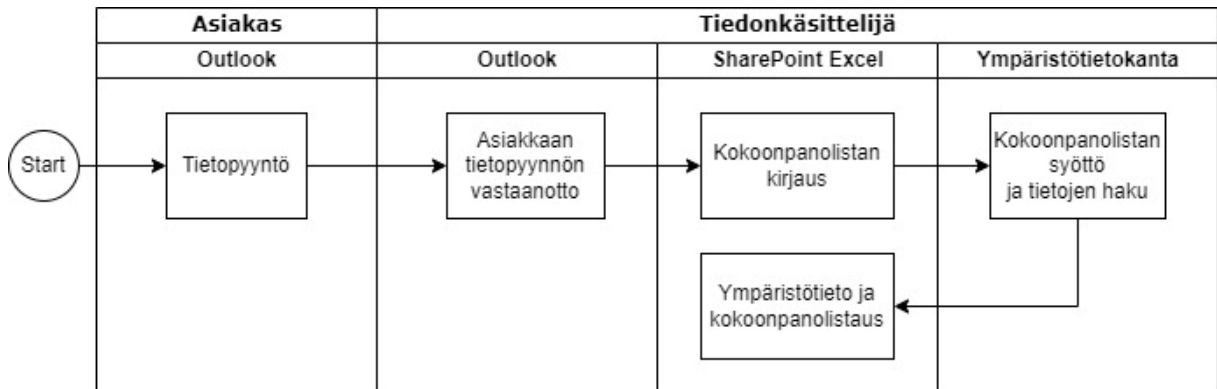 Asiakas
Tiedonkäsittelijä
Outlook
Outlook
SharePoint Excel
Ympäristötietokanta
Start
Tietopyyntö
Asiakkaan
tietopyynnön
vastaanotto
Kokoonpanolistan
kirjaus
Kokoonpanolistan
syöttö
ja tietojen haku
Ympäristötieto ja
kokoonpanolistaus